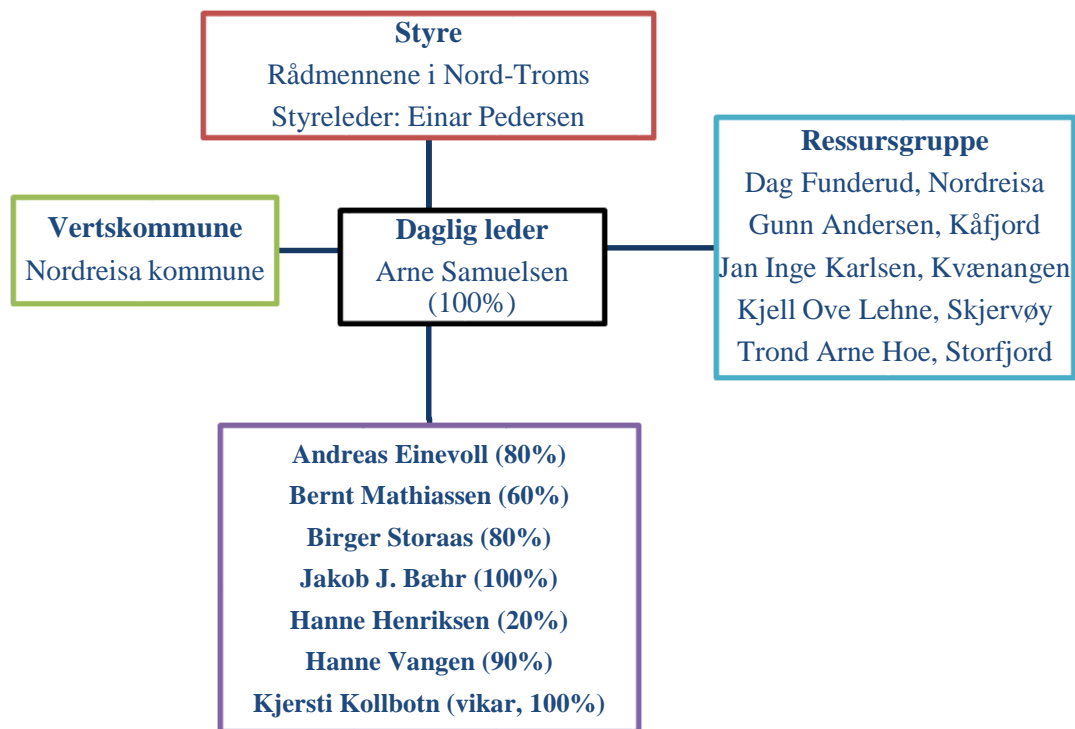 Styre
Rådmennene i Nord-Troms
Styreleder: Einar Pedersen
Vertskommune
Nordreisa kommune
Daglig leder
Arne Samuelsen
(100%)
Ressursgruppe
Dag Funderud, Nordreisa
Gunn Andersen, Kåfjord
Jan Inge Karlsen, Kvænangen
Kjell Ove Lehne, Skjervøy
Trond Arne Hoe, Storfjord
Andreas Einevoll (80%)
Bernt Mathiassen (60%)
Birger Storaas (80%)
Jakob J. Bæhr (100%)
Hanne Henriksen (20%)
Hanne Vangen (90%)
Kjersti Kollbotn (vikar, 100%)